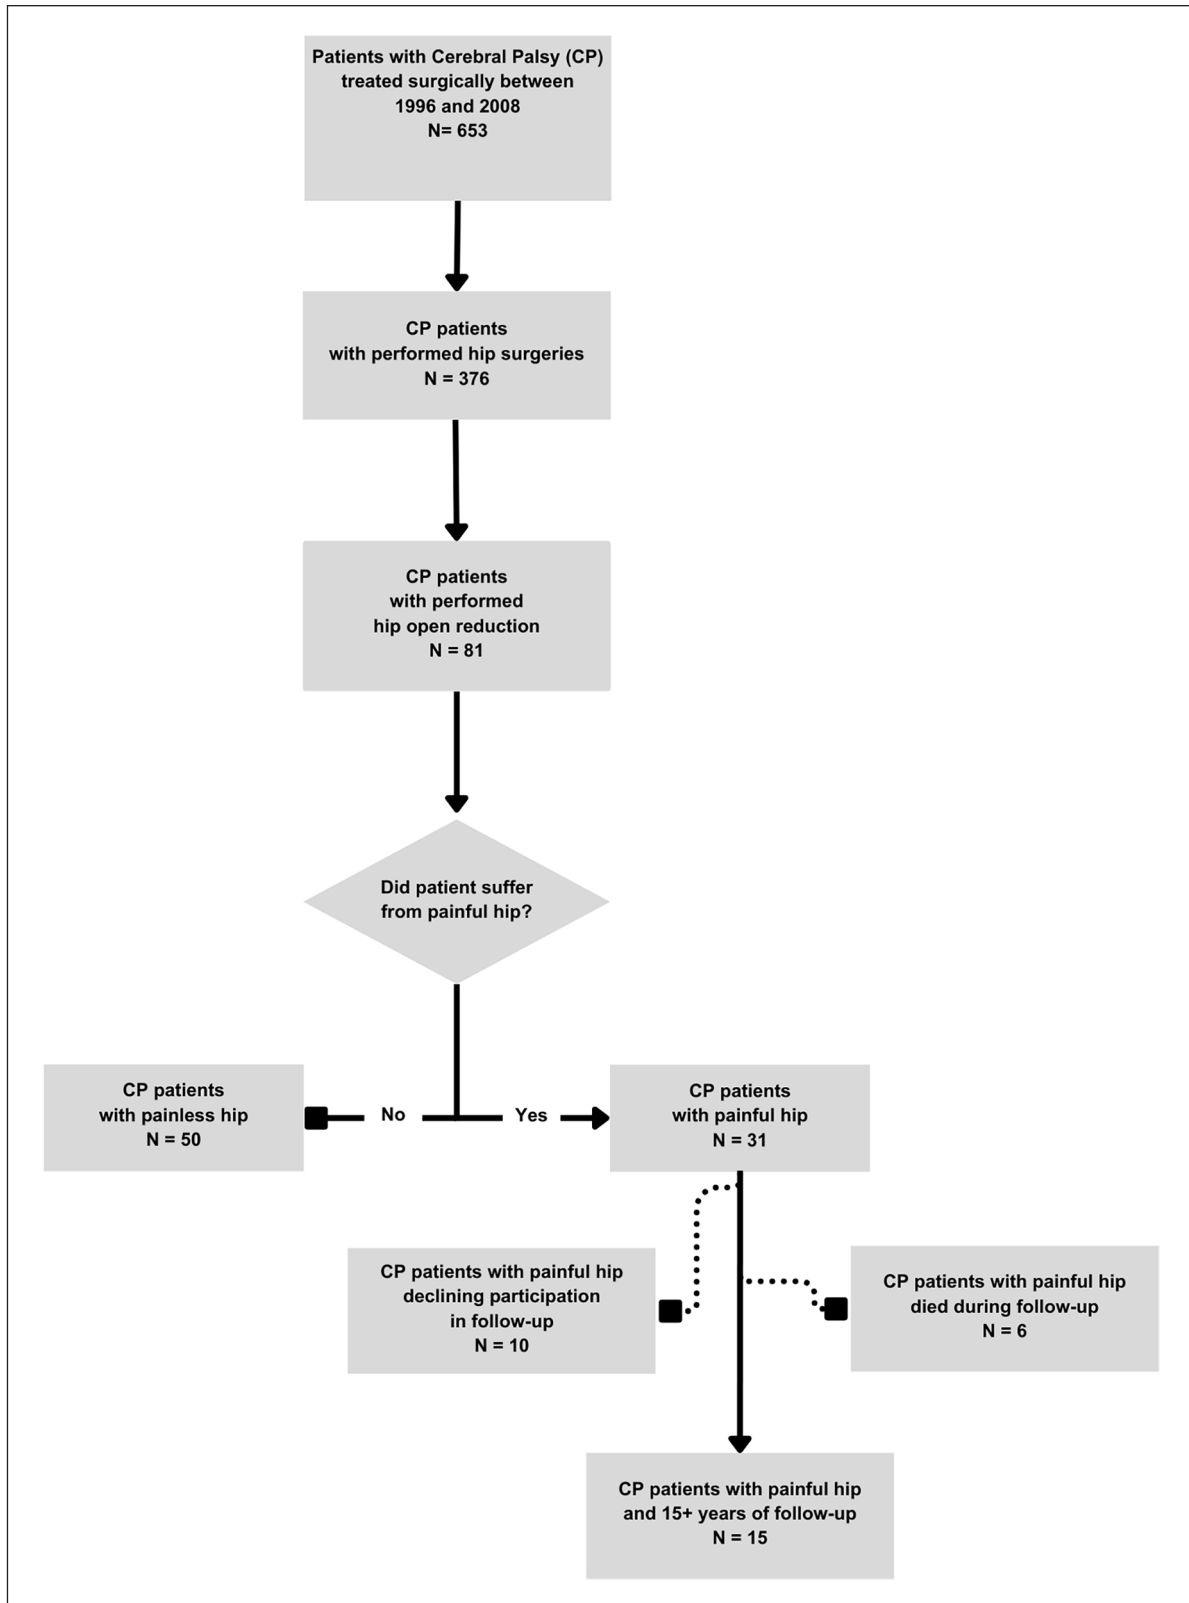 Patients with Cerebral Palsy (CP)
treated surgically between
1996 and 2008
N= 653
CP patients
with performed hip surgeries
N = 376
CP patients
with performed
hip open reduction
N = 81
Did patient suffer
from painful hip?
CP patients
with painless hip
N = 50
No
Yes
CP patients
with painful hip
N = 31
CP patients with painful hip
declining participation
in follow-up
N = 10
CP patients with painful hip
died during follow-up
N = 6
CP patients with painful hip
and 15+ years of follow-up
N = 15